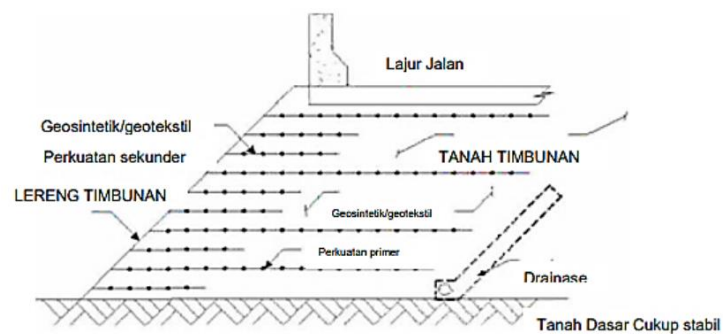 Lajur Jalan
Geosintetik/geotekstil
Perkuatan sekunder
TANAH TIMBUNAN
LERENG TIMBUNAN
Geosintetik/geotekstil
Perkuatan primer
Drainase
Tanah Dasar Cukup stabil